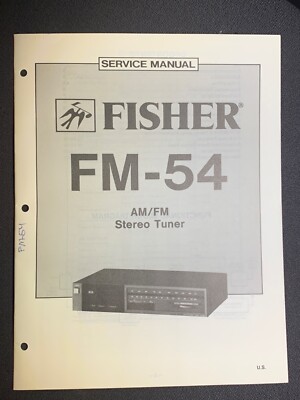 SERVICE MANUAL
FISHER®
FM-54
AM/FM
Stereo Tuner
U.S.